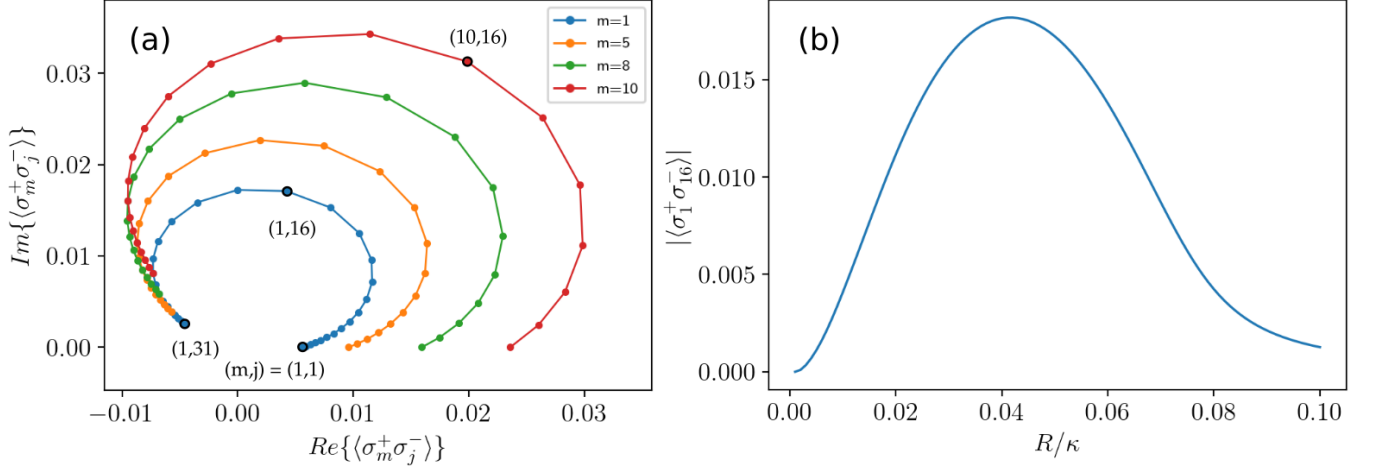 (a)
m=1
m=5
m=8
m=10
(10,16)
(1,16)
(1,31)
(m,j) = (1,1)
0.03
0.02
0.01
0.00
−0.01 0.00 0.01 0.02 0.03
Im{⟨σ_m^+σ_j^−⟩}
Re{⟨σ_m^+σ_j^−⟩}
(b)
0.015
0.010
0.005
0.000
0.00 0.02 0.04 0.06 0.08 0.10
|⟨σ_1^+σ_16^−⟩|
R/κ